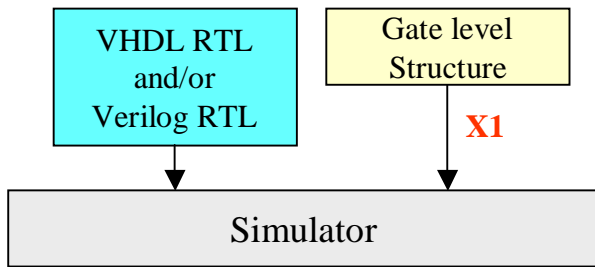 VHDL RTL
and/or
Verilog RTL
Gate level
Structure
X1
Simulator